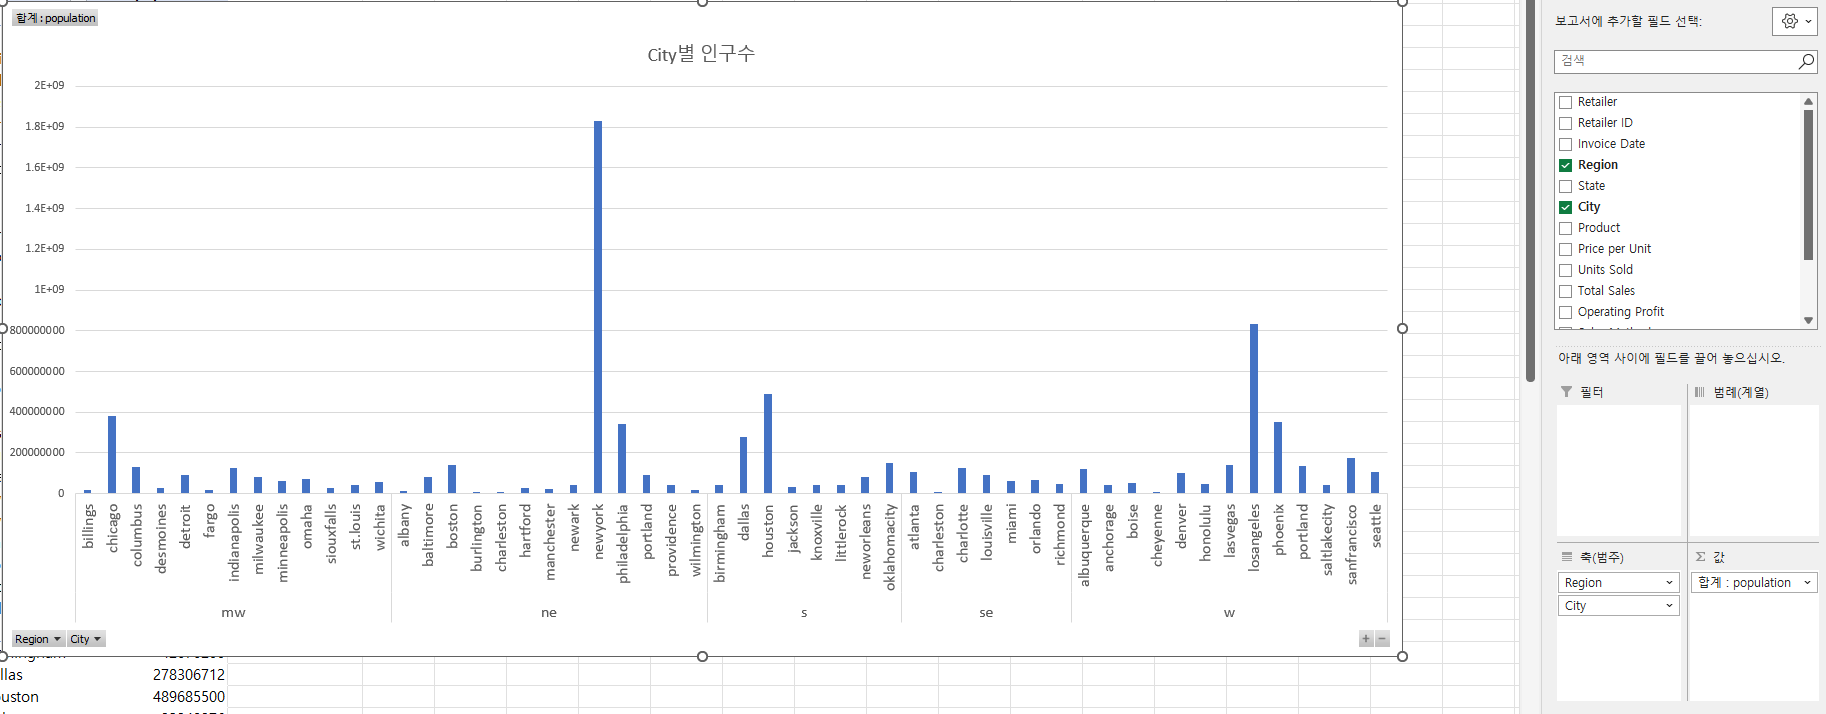 합계 : population
City별 인구수
2E+09
1.8E+09
1.6E+09
1.4E+09
1.2E+09
1E+09
800000000
600000000
400000000
200000000
0
billings
chicago
columbus
desmoines
detroit
fargo
indianapolis
milwaukee
minneapolis
omaha
siouxfalls
st.louis
wichita
albany
baltimore
boston
burlington
charleston
hartford
manchester
newark
newyork
philadelphia
portland
providence
wilmington
birmingham
dallas
houston
jackson
knoxville
littlerock
neworleans
oklahomacity
atlanta
charleston
charlotte
louisville
miami
orlando
richmond
albuquerque
anchorage
boise
cheyenne
denver
honolulu
lasvegas
losangeles
phoenix
portland
saltlakecity
sanfrancisco
seattle
mw ne s se w
Region City
llas 278306712
uston 489685500
보고서에 추가할 필드 선택:
검색
Retailer
Retailer ID
Invoice Date
Region
State
City
Product
Price per Unit
Units Sold
Total Sales
Operating Profit
아래 영역 사이에 필드를 끌어 놓으십시오.
필터
범례(계열)
축(범주)
Region
City
Σ 값
합계 : population